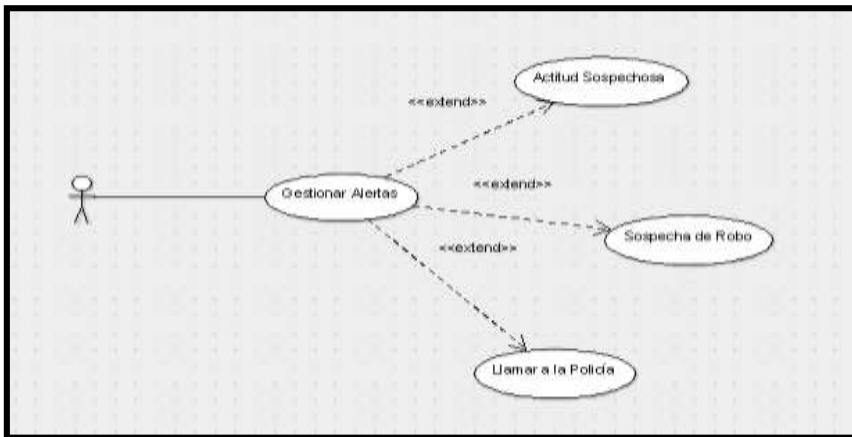 Actitud Sospechosa
<<extend>>
<<extend>>
Gestionar Alertas
Sospecha de Robo
<<extend>>
Llamar a la Policía